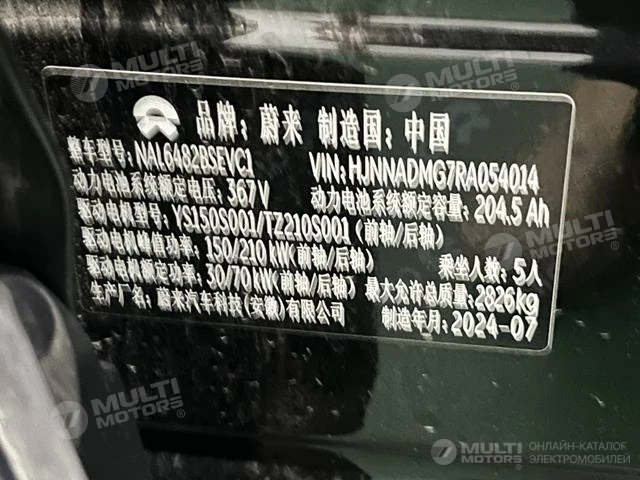 MULTI MOTORS®
MULTI MOTORS®
品牌: 蔚来 制造国: 中国
整车型号: NAL6482BSEVC1 VIN: HJNNADMG7RA054014
动力电池系统额定电压: 367V 动力电池系统额定容量: 204.5 Ah
驱动电机型号: YS150S001/TZ210S001 (前轴/后轴)
驱动电机峰值功率: 150/210 kW(前轴/后轴) 乘坐人数: 5人
驱动电机额定功率: 30/70 kW(前轴/后轴) 最大允许总质量: 2826kg
生产厂名: 蔚来汽车科技(安徽)有限公司 制造年月: 2024-07
MULTI MOTORS®
MULTI MOTORS®
MULTI MOTORS® ОНЛАЙН-КАТАЛОГ ЭЛЕКТРОМОБИЛЕЙ